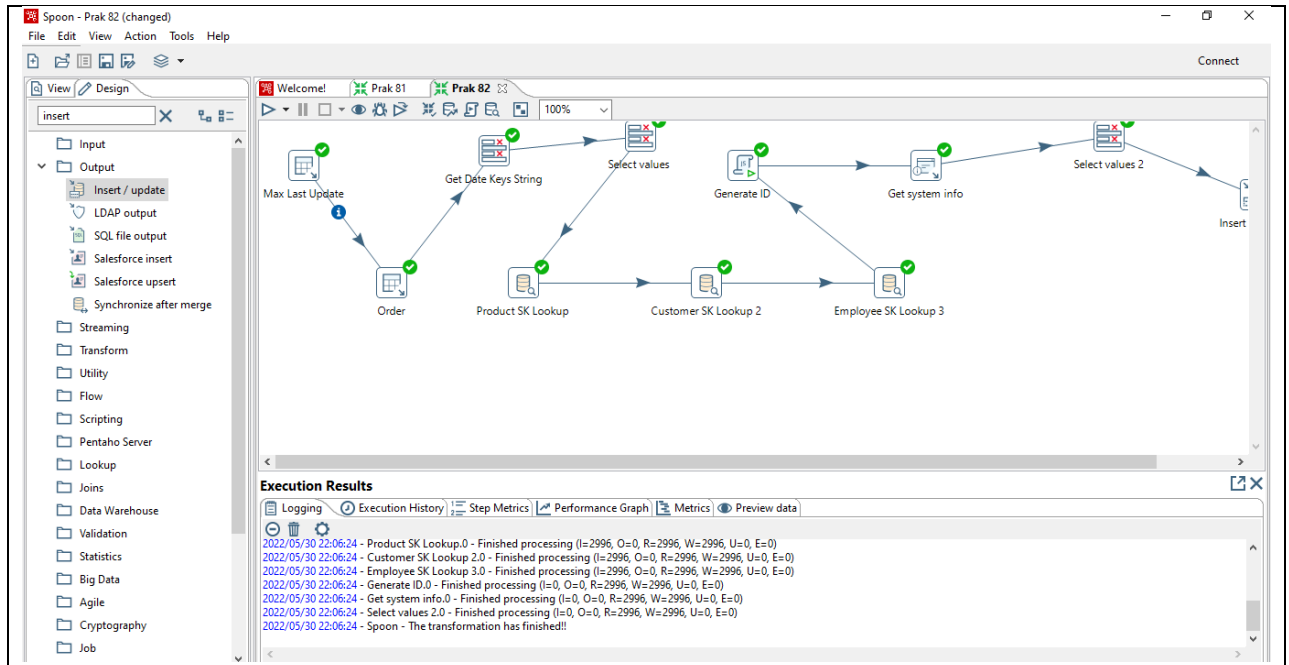 Spoon - Prak 82 (changed)
File Edit View Action Tools Help
Connect
View Design
insert
Input
Output
Insert / update
LDAP output
SQL file output
Salesforce insert
Salesforce upsert
Synchronize after merge
Streaming
Transform
Utility
Flow
Scripting
Pentaho Server
Lookup
Joins
Data Warehouse
Validation
Statistics
Big Data
Agile
Cryptography
Job
Welcome! Prak 81 Prak 82
100%
Max Last Update
Get Date Keys String
Select values
Generate ID
Get system info
Select values 2
Insert
Order
Product SK Lookup
Customer SK Lookup 2
Employee SK Lookup 3
Execution Results
Logging Execution History Step Metrics Performance Graph Metrics Preview data
2022/05/30 22:06:24 - Product SK Lookup.0 - Finished processing (I=2996, O=0, R=2996, W=2996, U=0, E=0)
2022/05/30 22:06:24 - Customer SK Lookup 2.0 - Finished processing (I=2996, O=0, R=2996, W=2996, U=0, E=0)
2022/05/30 22:06:24 - Employee SK Lookup 3.0 - Finished processing (I=2996, O=0, R=2996, W=2996, U=0, E=0)
2022/05/30 22:06:24 - Generate ID.0 - Finished processing (I=0, O=0, R=2996, W=2996, U=0, E=0)
2022/05/30 22:06:24 - Get system info.0 - Finished processing (I=0, O=0, R=2996, W=2996, U=0, E=0)
2022/05/30 22:06:24 - Select values 2.0 - Finished processing (I=0, O=0, R=2996, W=2996, U=0, E=0)
2022/05/30 22:06:24 - Spoon - The transformation has finished!!